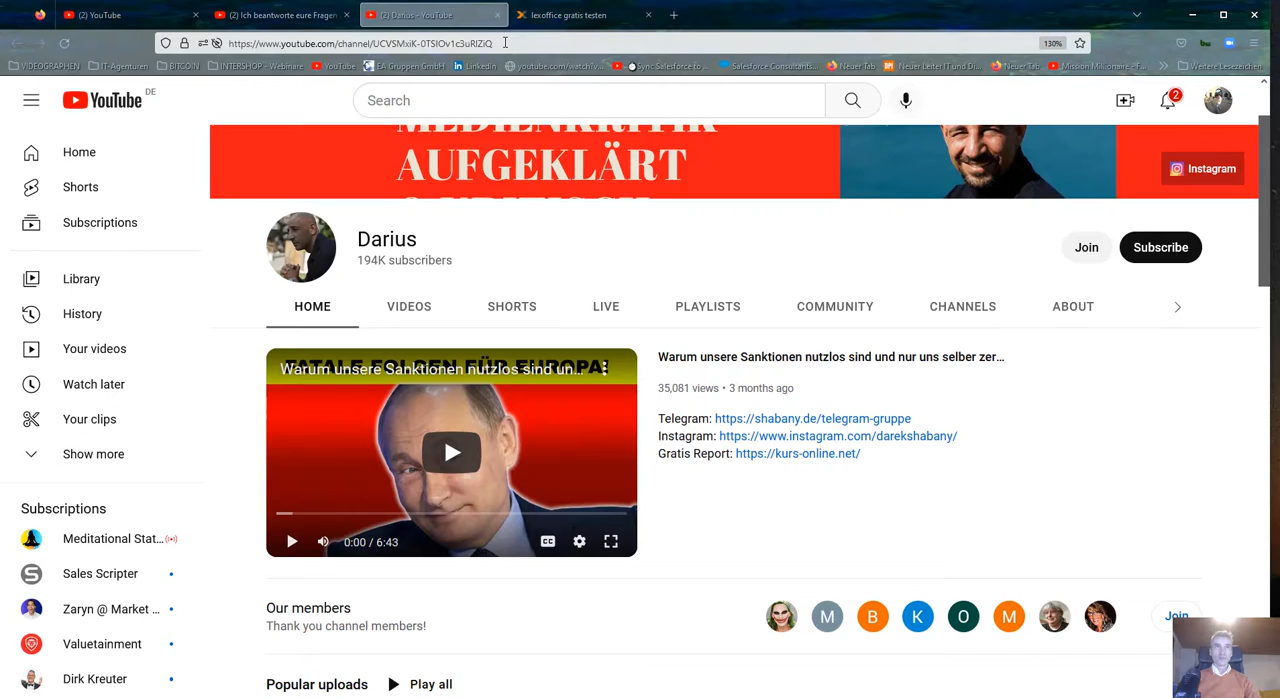 (2) YouTube
(2) Ich beantworte eure Fragen
(2) Darius - YouTube
lexoffice gratis testen
https://www.youtube.com/channel/UCVSMxiK-0TSIOv1c3uRlZiQ
130%
VIDEOGRAPHEN
IT-Agenturen
BITCOIN
INTERSHOP - Webinare
YouTube
EA Gruppen GmbH
Linkedin
youtube.com/watch?v...
Sync Salesforce to ...
Salesforce Consultants...
Neuer Tab
Neuer Leiter IT und Di...
Neuer Tab
Mission Millionaire - F...
Weitere Lesezeichen
YouTube DE
Search
2
MEDIENKRITIK
AUFGEKLÄRT
Instagram
Home
Shorts
Subscriptions
Library
History
Your videos
Watch later
Your clips
Show more
Subscriptions
Meditational Stat...
Sales Scripter
Zaryn @ Market ...
Valuetainment
Dirk Kreuter
Darius
194K subscribers
Join
Subscribe
HOME
VIDEOS
SHORTS
LIVE
PLAYLISTS
COMMUNITY
CHANNELS
ABOUT
FATALE FOLGEN FÜR EUROPA!
Warum unsere Sanktionen nutzlos sind un...
0:00 / 6:43
CC
Warum unsere Sanktionen nutzlos sind und nur uns selber zer...
35,081 views • 3 months ago
Telegram: https://shabany.de/telegram-gruppe
Instagram: https://www.instagram.com/darekshabany/
Gratis Report: https://kurs-online.net/
Our members
Thank you channel members!
M
B
K
O
M
Join
Popular uploads
Play all